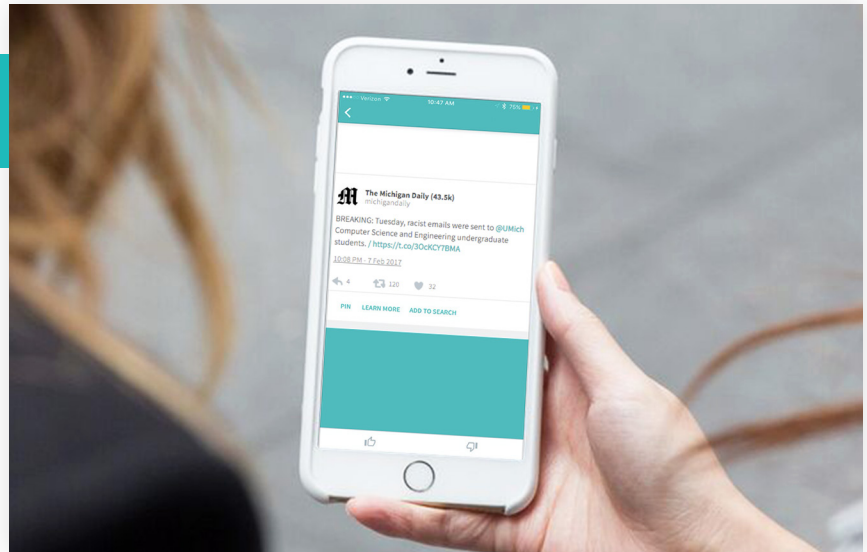 Verizon 10:47 AM 75%
The Michigan Daily (43.5k)
michigandaily
BREAKING: Tuesday, racist emails were sent to @UMich
Computer Science and Engineering undergraduate
students. / https://t.co/3OcKCY7BMA
10:08 PM - 7 Feb 2017
4 120 32
PIN LEARN MORE ADD TO SEARCH